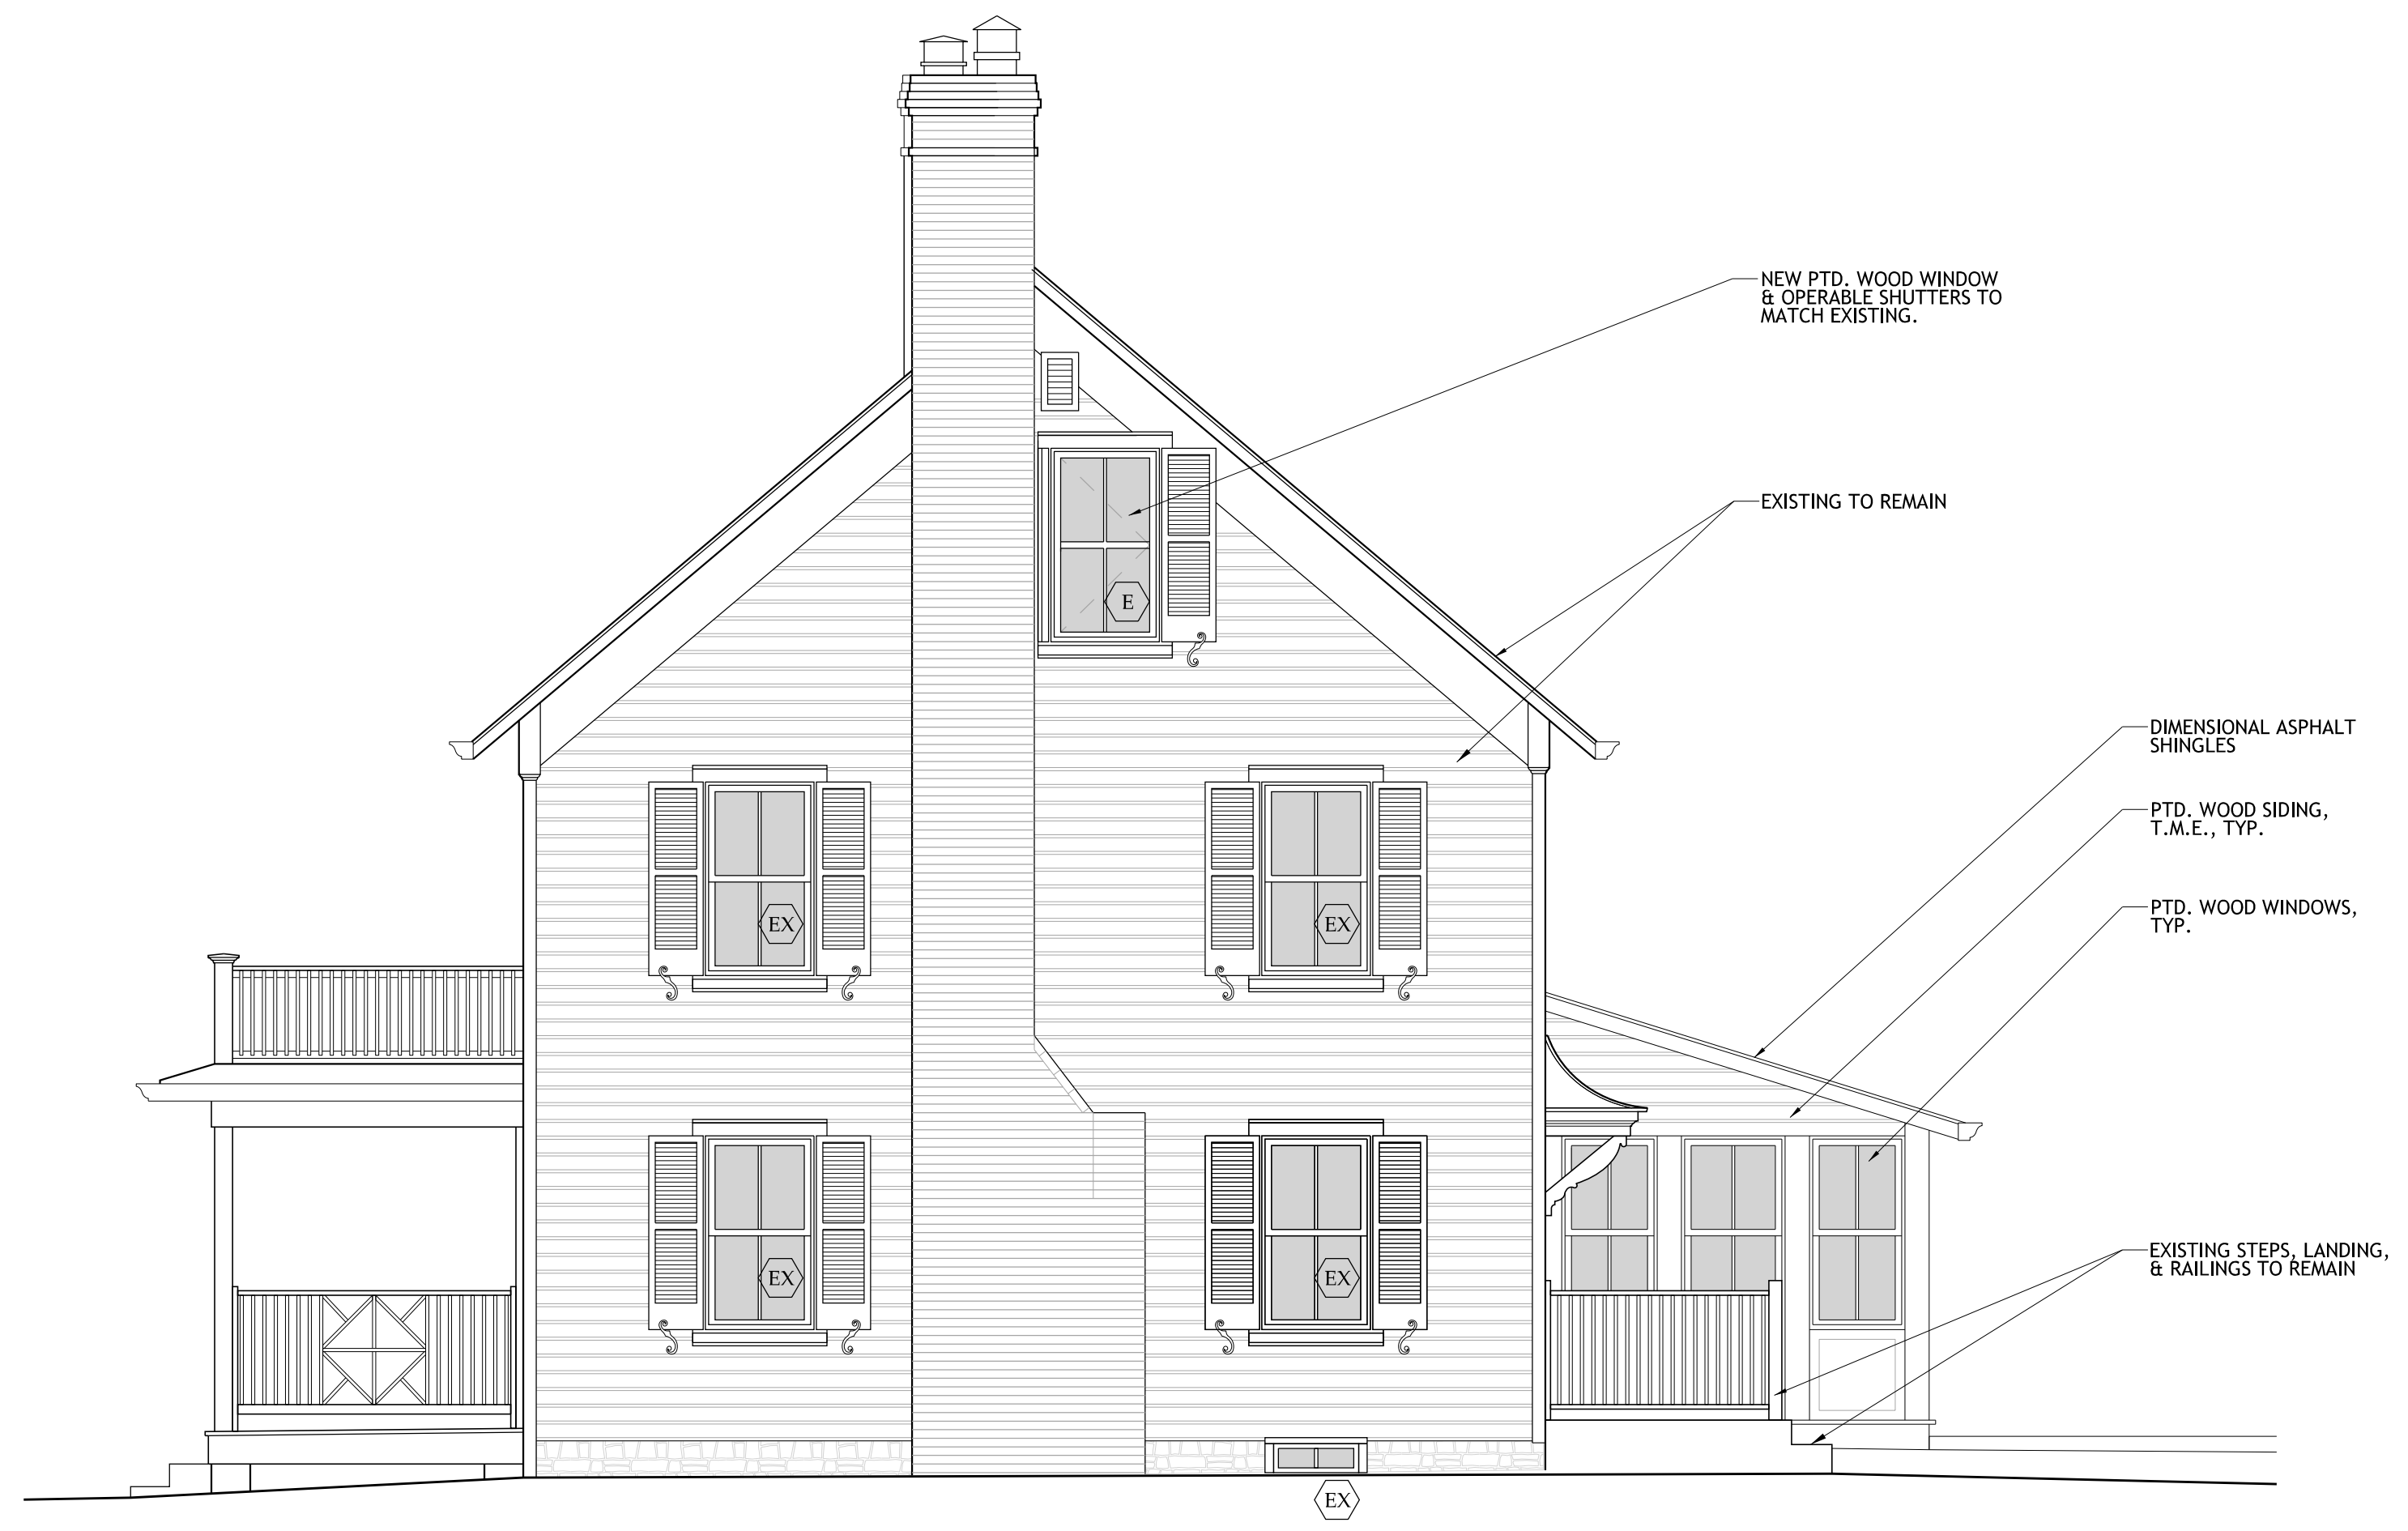 NEW PTD. WOOD WINDOW
& OPERABLE SHUTTERS TO
MATCH EXISTING.
EXISTING TO REMAIN
E
DIMENSIONAL ASPHALT
SHINGLES
PTD. WOOD SIDING,
T.M.E., TYP.
PTD. WOOD WINDOWS,
TYP.
EX
EX
EXISTING STEPS, LANDING,
& RAILINGS TO REMAIN
EX
EX
EX